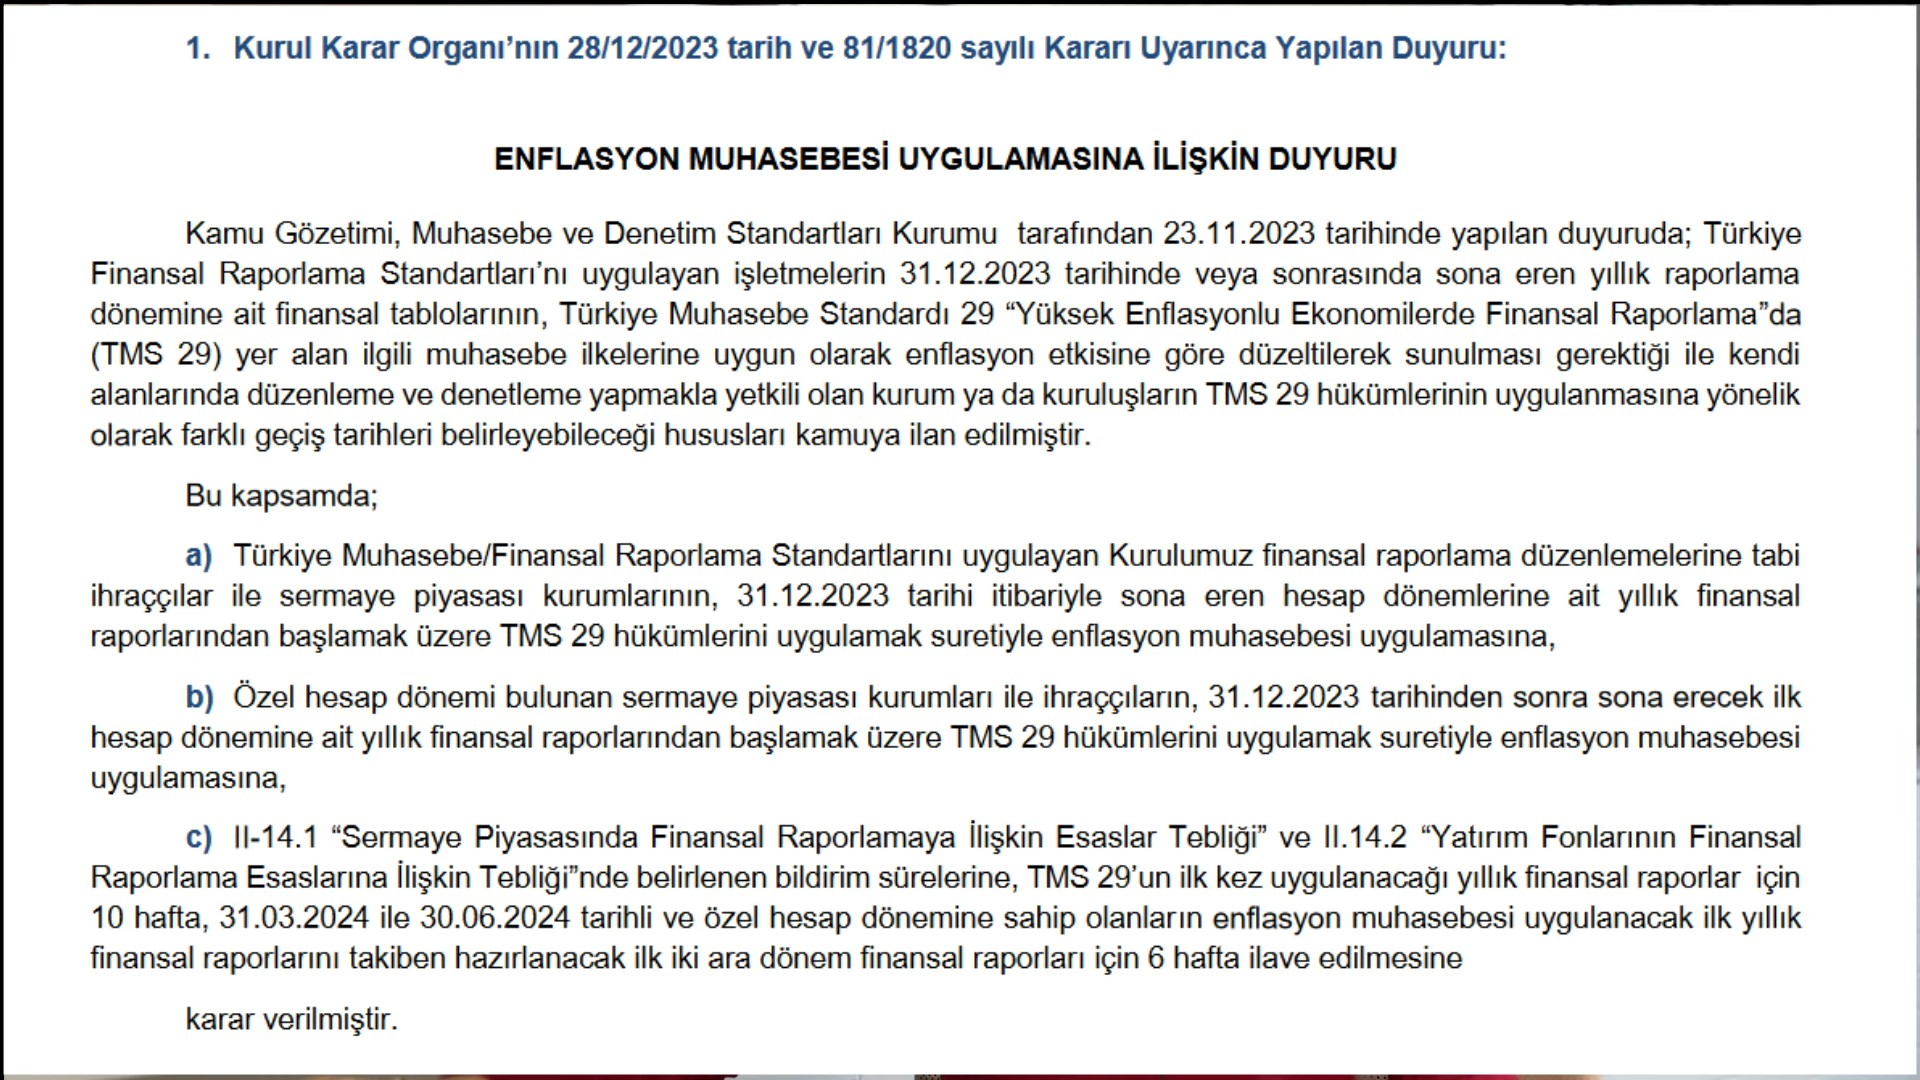 1. Kurul Karar Organı’nın 28/12/2023 tarih ve 81/1820 sayılı Kararı Uyarınca Yapılan Duyuru:
ENFLASYON MUHASEBESİ UYGULAMASINA İLİŞKİN DUYURU
Kamu Gözetimi, Muhasebe ve Denetim Standartları Kurumu tarafından 23.11.2023 tarihinde yapılan duyuruda; Türkiye
Finansal Raporlama Standartları’nı uygulayan işletmelerin 31.12.2023 tarihinde veya sonrasında sona eren yıllık raporlama
dönemine ait finansal tablolarının, Türkiye Muhasebe Standardı 29 “Yüksek Enflasyonlu Ekonomilerde Finansal Raporlama”da
(TMS 29) yer alan ilgili muhasebe ilkelerine uygun olarak enflasyon etkisine göre düzeltilerek sunulması gerektiği ile kendi
alanlarında düzenleme ve denetleme yapmakla yetkili olan kurum ya da kuruluşların TMS 29 hükümlerinin uygulanmasına yönelik
olarak farklı geçiş tarihleri belirleyebileceği hususları kamuya ilan edilmiştir.
Bu kapsamda;
a) Türkiye Muhasebe/Finansal Raporlama Standartlarını uygulayan Kurulumuz finansal raporlama düzenlemelerine tabi
ihraççılar ile sermaye piyasası kurumlarının, 31.12.2023 tarihi itibariyle sona eren hesap dönemlerine ait yıllık finansal
raporlarından başlamak üzere TMS 29 hükümlerini uygulamak suretiyle enflasyon muhasebesi uygulamasına,
b) Özel hesap dönemi bulunan sermaye piyasası kurumları ile ihraççıların, 31.12.2023 tarihinden sonra sona erecek ilk
hesap dönemine ait yıllık finansal raporlarından başlamak üzere TMS 29 hükümlerini uygulamak suretiyle enflasyon muhasebesi
uygulamasına,
c) II-14.1 “Sermaye Piyasasında Finansal Raporlamaya İlişkin Esaslar Tebliği” ve II.14.2 “Yatırım Fonlarının Finansal
Raporlama Esaslarına İlişkin Tebliği”nde belirlenen bildirim sürelerine, TMS 29’un ilk kez uygulanacağı yıllık finansal raporlar için
10 hafta, 31.03.2024 ile 30.06.2024 tarihli ve özel hesap dönemine sahip olanların enflasyon muhasebesi uygulanacak ilk yıllık
finansal raporlarını takiben hazırlanacak ilk iki ara dönem finansal raporları için 6 hafta ilave edilmesine
karar verilmiştir.